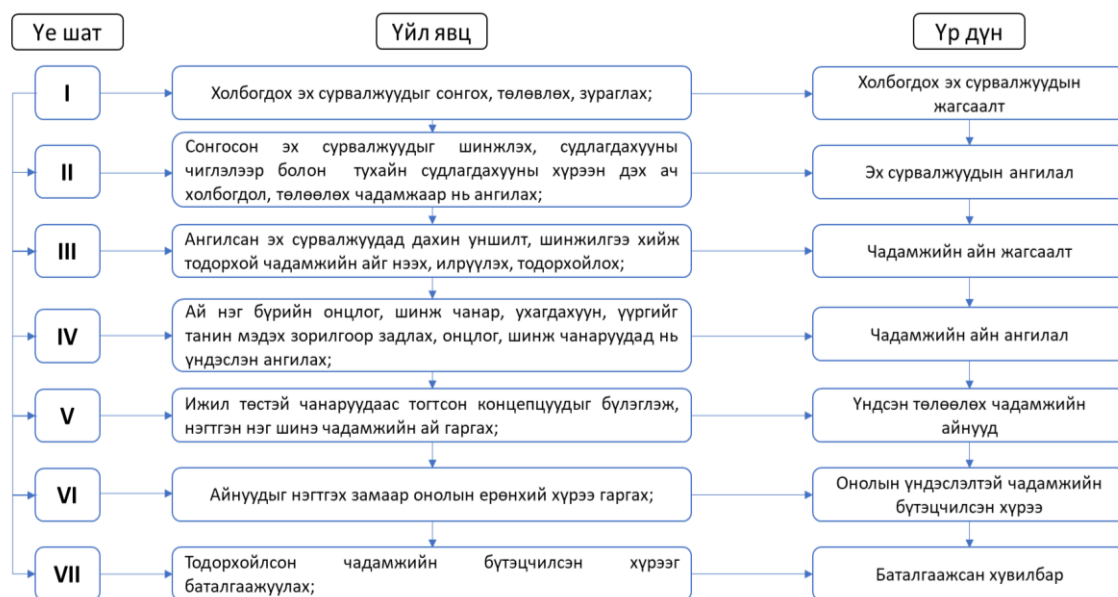 Үе шат
Үйл явц
Үр дүн
I
Холбогдох эх сурвалжуудыг сонгох, төлөвлөх, зураглах;
Холбогдох эх сурвалжуудын
жагсаалт
II
Сонгосон эх сурвалжуудыг шинжлэх, судлагдахууны
чиглэлээр болон тухайн судлагдахууны хүрээн дэх ач
холбогдол, төлөөлөх чадамжаар нь ангилах;
Эх сурвалжуудын ангилал
III
Ангилсан эх сурвалжуудад дахин уншилт, шинжилгээ хийж
тодорхой чадамжийн айг нээх, илрүүлэх, тодорхойлох;
Чадамжийн айн жагсаалт
IV
Ай нэг бүрийн онцлог, шинж чанар, ухагдахуун, үүргийг
танин мэдэх зорилгоор задлах, онцлог, шинж чанаруудад нь
үндэслэн ангилах;
Чадамжийн айн ангилал
V
Ижил төстэй чанаруудаас тогтсон концепцуудыг бүлэглэж,
нэгтгэн нэг шинэ чадамжийн ай гаргах;
Үндсэн төлөөлөх чадамжийн
айнууд
VI
Айнуудыг нэгтгэх замаар онолын ерөнхий хүрээ гаргах;
Онолын үндэслэлтэй чадамжийн
бүтэцчилсэн хүрээ
VII
Тодорхойлсон чадамжийн бүтэцчилсэн хүрээг
баталгаажуулах;
Баталгаажсан хувилбар